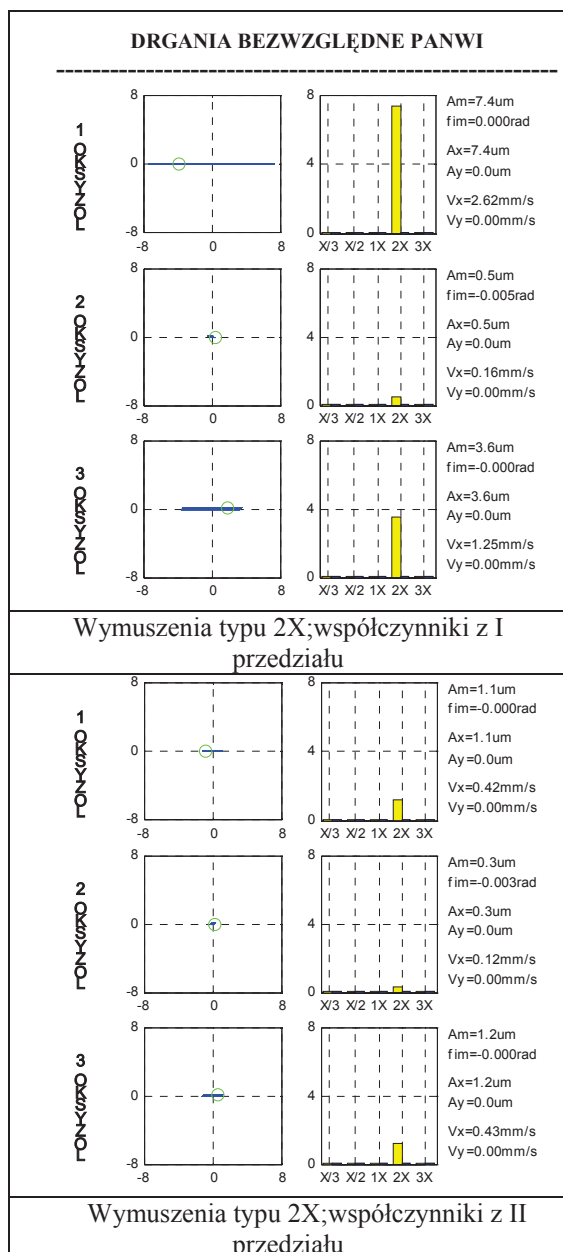 DRGANIA BEZWZGLĘDNE PANWI
--------------------------------------------------------
ŁOZYSKO 1
8
0
-8
-8 0 8
8
4
0
X/3 X/2 1X 2X 3X
Am=7.4um
fim=0.000rad
Ax=7.4um
Ay=0.0um
Vx=2.62mm/s
Vy=0.00mm/s
LOZYSKO 2
8
0
-8
-8 0 8
8
4
0
X/3 X/2 1X 2X 3X
Am=0.5um
fim=-0.005rad
Ax=0.5um
Ay=0.0um
Vx=0.16mm/s
Vy=0.00mm/s
LOZYSKO 3
8
0
-8
-8 0 8
8
4
0
X/3 X/2 1X 2X 3X
Am=3.6um
fim=-0.000rad
Ax=3.6um
Ay=0.0um
Vx=1.25mm/s
Vy=0.00mm/s
Wymuszenia typu 2X;współczynniki z I
przedziału
LOZYSKO 1
8
0
-8
-8 0 8
8
4
0
X/3 X/2 1X 2X 3X
Am=1.1um
fim=-0.000rad
Ax=1.1um
Ay=0.0um
Vx=0.42mm/s
Vy=0.00mm/s
LOZYSKO 2
8
0
-8
-8 0 8
8
4
0
X/3 X/2 1X 2X 3X
Am=0.3um
fim=-0.003rad
Ax=0.3um
Ay=0.0um
Vx=0.12mm/s
Vy=0.00mm/s
LOZYSKO 3
8
0
-8
-8 0 8
8
4
0
X/3 X/2 1X 2X 3X
Am=1.2um
fim=-0.000rad
Ax=1.2um
Ay=0.0um
Vx=0.43mm/s
Vy=0.00mm/s
Wymuszenia typu 2X;współczynniki z II
przedziału